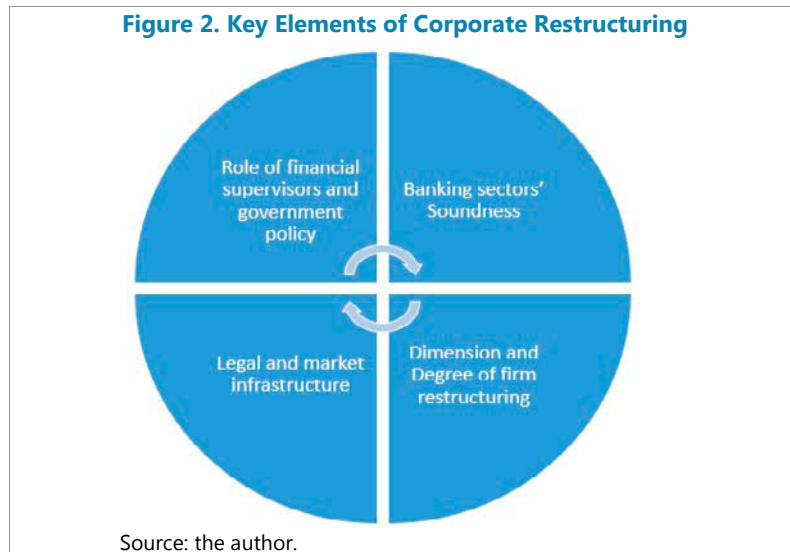 Figure 2. Key Elements of Corporate Restructuring
Role of financial
supervisors and
government
policy
Banking sectors'
Soundness
Legal and market
infrastructure
Dimension and
Degree of firm
restructuring
Source: the author.